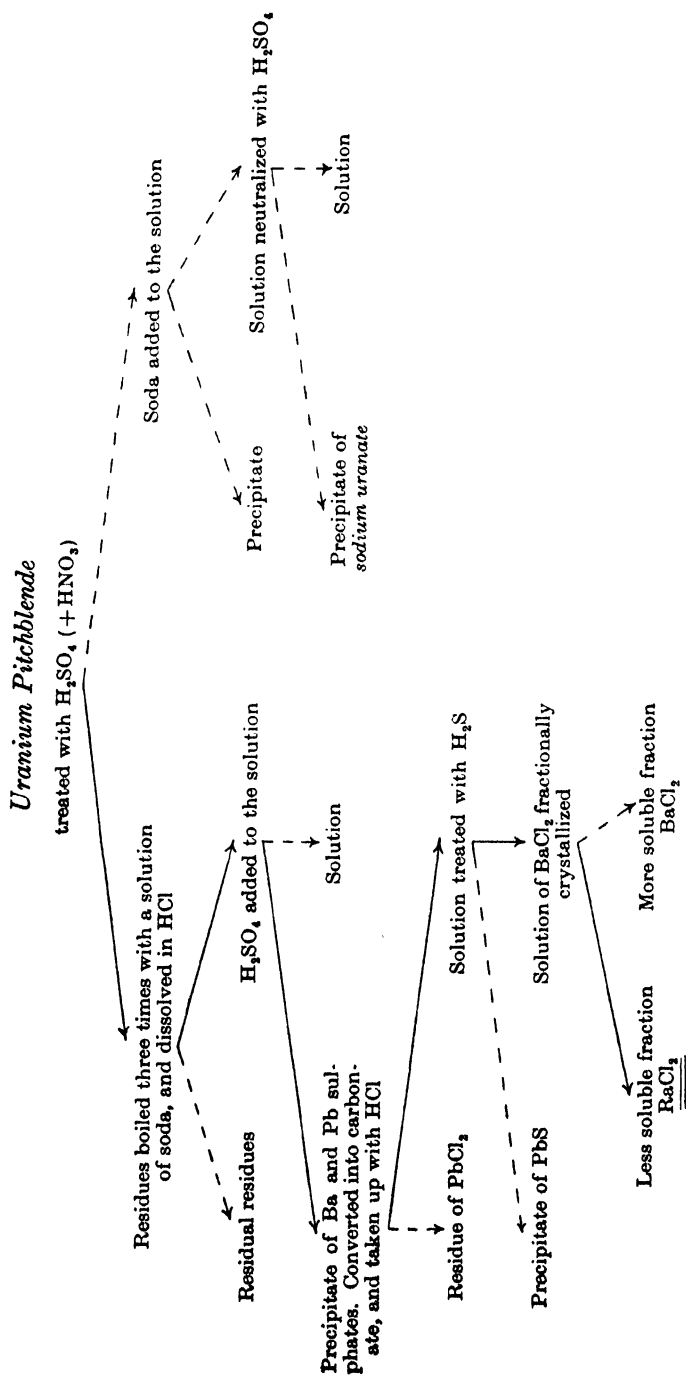 Uranium Pitchblende
treated with H₂SO₄ (+HNO₃)
Residues boiled three times with a solution
of soda, and dissolved in HCl
Soda added to the solution
Residual residues
H₂SO₄ added to the solution
Precipitate
Solution neutralized with H₂SO₄
Precipitate of Ba and Pb sul-
phates. Converted into carbon-
ate, and taken up with HCl
Solution
Precipitate of
sodium uranate
Solution
Residue of PbCl₂
Solution treated with H₂S
Precipitate of PbS
Solution of BaCl₂ fractionally
crystallized
Less soluble fraction
RaCl₂
More soluble fraction
BaCl₂